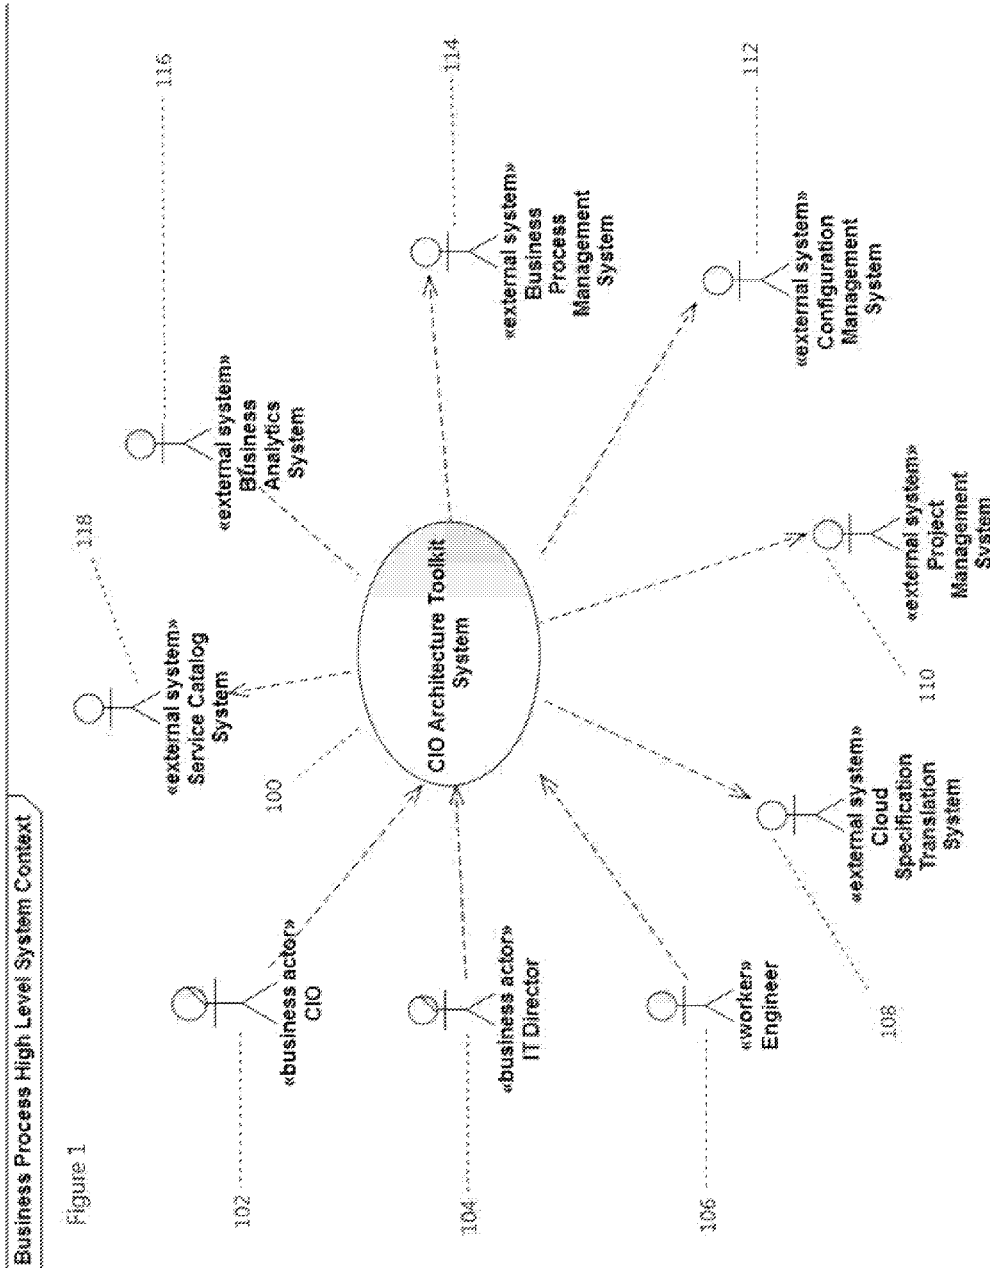 Business Process High Level System Context
Figure 1
102
«business actor»
CIO
104
«business actor»
IT Director
106
«worker»
Engineer
100
CIO Architecture Toolkit
System
118
«external system»
Service Catalog
System
116
«external system»
Business
Analytics
System
114
«external system»
Business
Process
Management
System
112
«external system»
Configuration
Management
System
110
«external system»
Project
Management
System
108
«external system»
Cloud
Specification
Translation
System